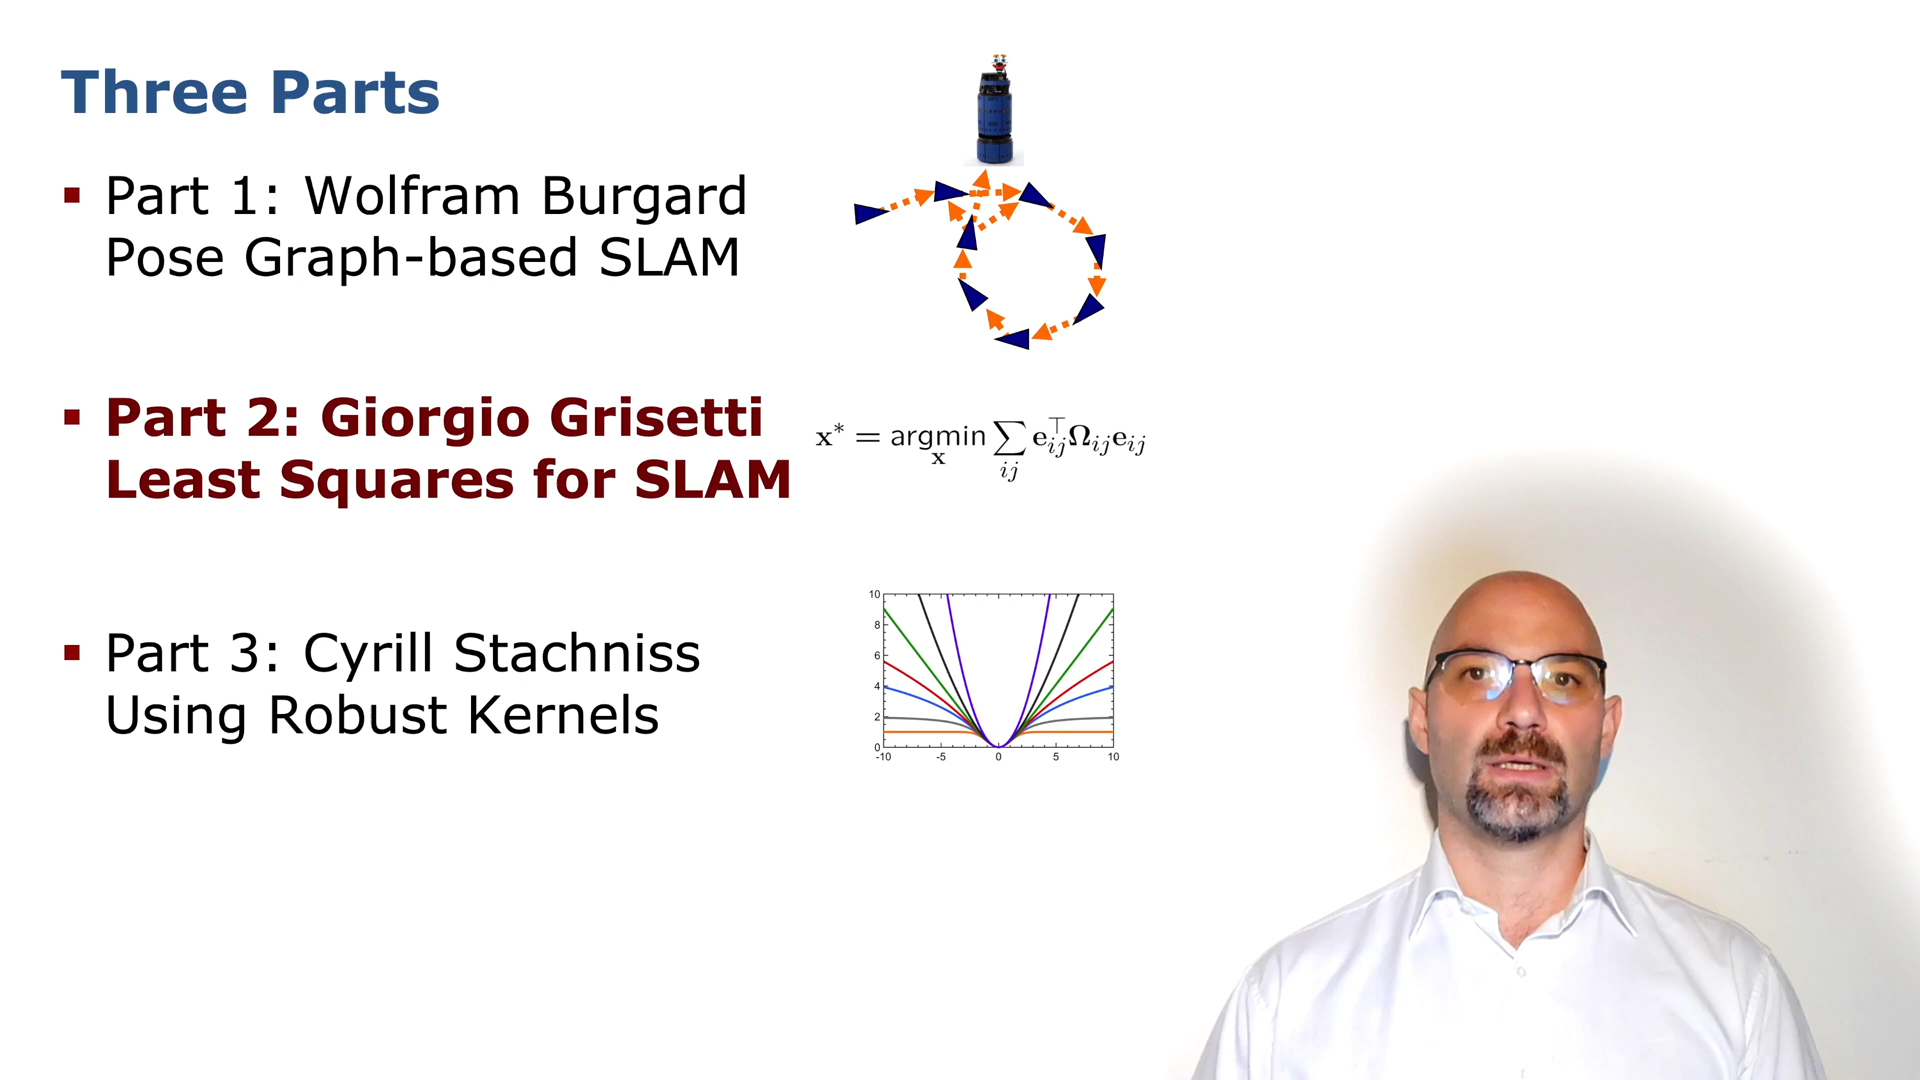 Three Parts
Part 1: Wolfram Burgard
Pose Graph-based SLAM
Part 2: Giorgio Grisetti
Least Squares for SLAM
x* = argmin_x ∑_ij e_ij^⊤ Ω_ij e_ij
Part 3: Cyrill Stachniss
Using Robust Kernels
10
8
6
4
2
0
-10 -5 0 5 10